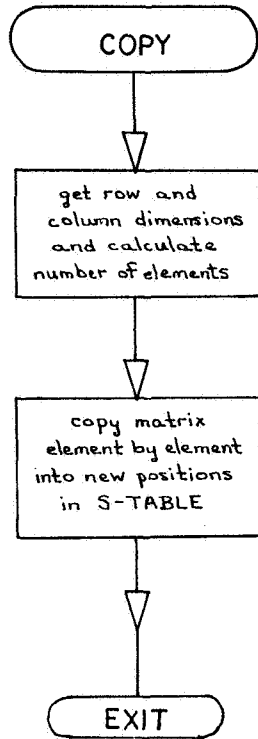 COPY
get row and
column dimensions
and calculate
number of elements
copy matrix
element by element
into new positions
in S-TABLE
EXIT